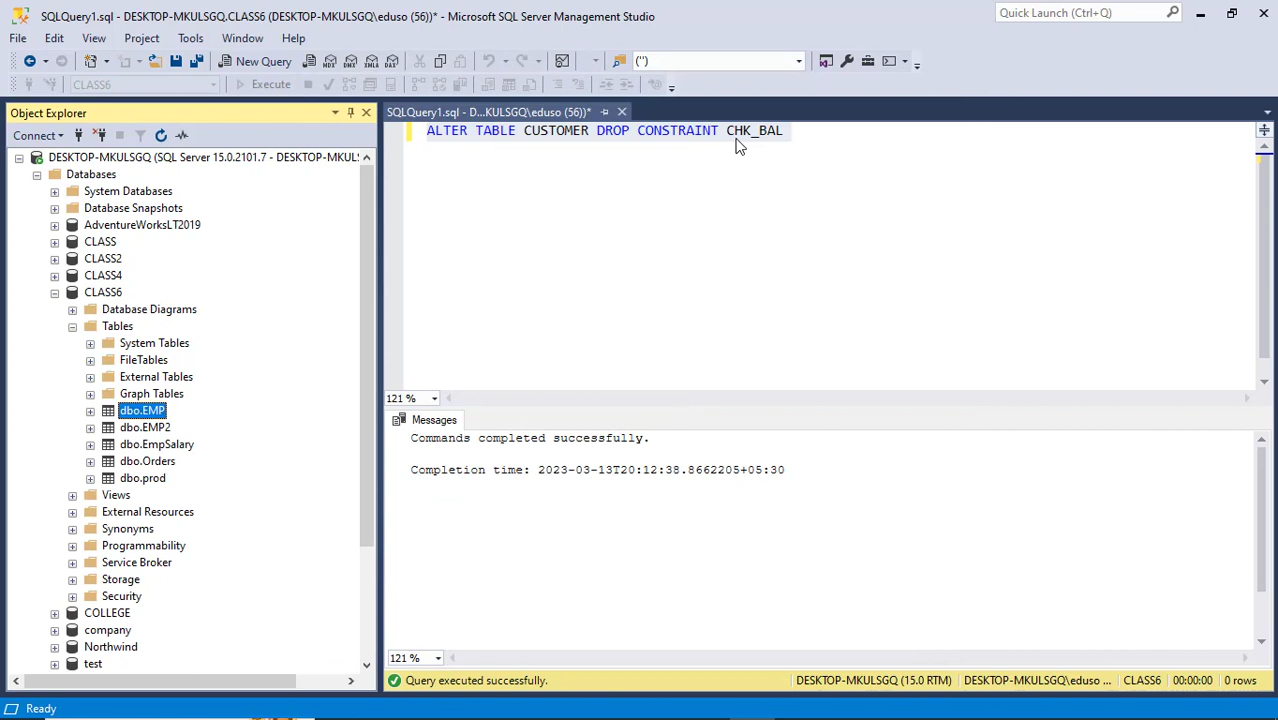 SQLQuery1.sql - DESKTOP-MKULSGQ.CLASS6 (DESKTOP-MKULSGQ\eduso (56))* - Microsoft SQL Server Management Studio
Quick Launch (Ctrl+Q)
File Edit View Project Tools Window Help
New Query MDX DMX XMLA DAX ('')
CLASS6 Execute
Object Explorer
SQLQuery1.sql - D...KULSGQ\eduso (56))*
Connect
ALTER TABLE CUSTOMER DROP CONSTRAINT CHK_BAL
DESKTOP-MKULSGQ (SQL Server 15.0.2101.7 - DESKTOP-MKUL
Databases
System Databases
Database Snapshots
AdventureWorksLT2019
CLASS
CLASS2
CLASS4
CLASS6
Database Diagrams
Tables
System Tables
FileTables
External Tables
Graph Tables
dbo.EMP
dbo.EMP2
dbo.EmpSalary
dbo.Orders
dbo.prod
Views
External Resources
Synonyms
Programmability
Service Broker
Storage
Security
COLLEGE
company
Northwind
test
121 %
Messages
Commands completed successfully.
Completion time: 2023-03-13T20:12:38.8662205+05:30
121 %
Query executed successfully.
DESKTOP-MKULSGQ (15.0 RTM) DESKTOP-MKULSGQ\eduso ... CLASS6 00:00:00 0 rows
Ready